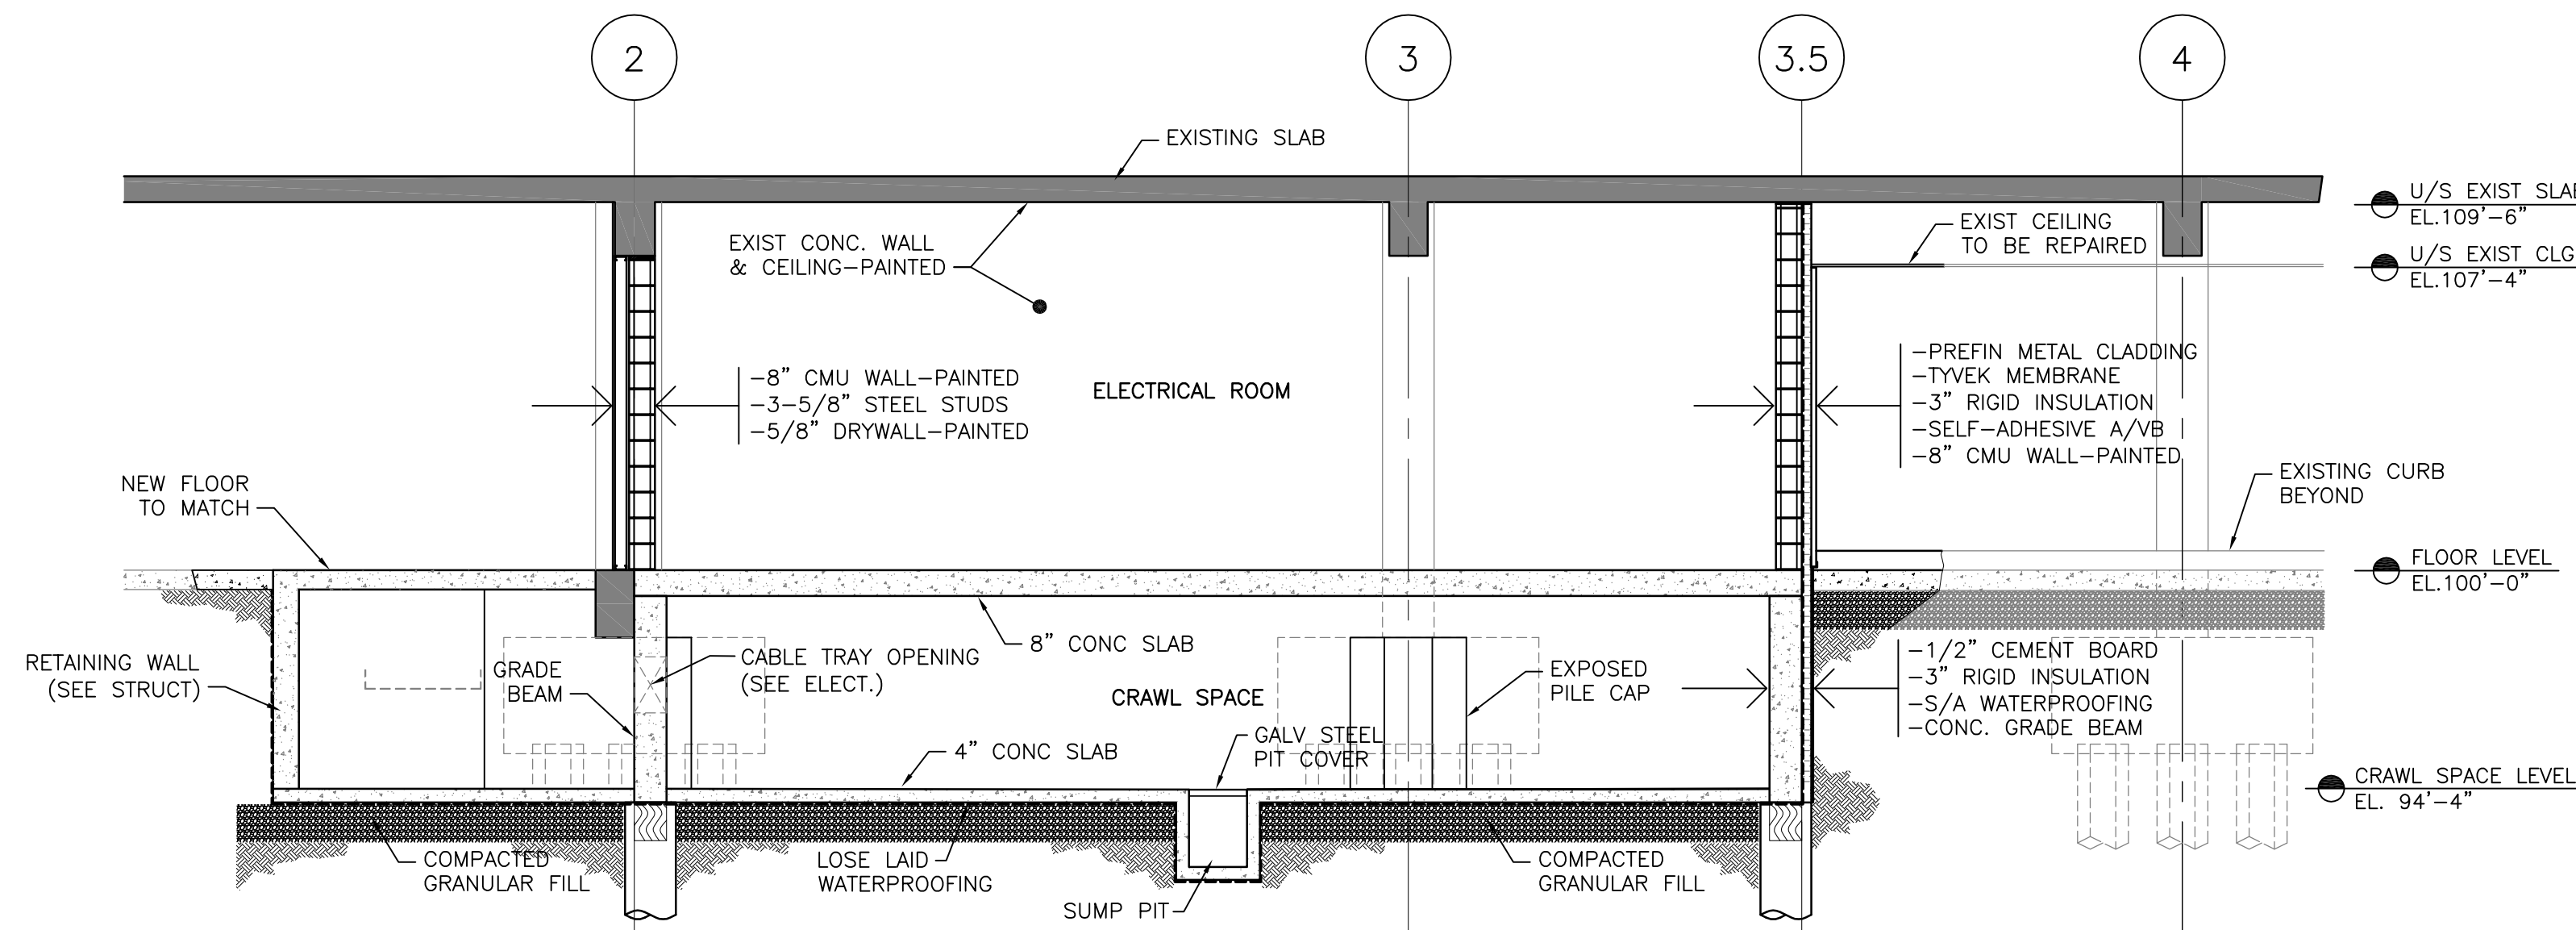 2
3
3.5
4
EXISTING SLAB
U/S EXIST SLAB
EL.109'-6"
EXIST CEILING
TO BE REPAIRED
U/S EXIST CLG
EL.107'-4"
EXIST CONC. WALL
& CEILING-PAINTED
-8" CMU WALL-PAINTED
-3-5/8" STEEL STUDS
-5/8" DRYWALL-PAINTED
ELECTRICAL ROOM
-PREFIN METAL CLADDING
-TYVEK MEMBRANE
-3" RIGID INSULATION
-SELF-ADHESIVE A/VB
-8" CMU WALL-PAINTED
NEW FLOOR
TO MATCH
EXISTING CURB
BEYOND
FLOOR LEVEL
EL.100'-0"
RETAINING WALL
(SEE STRUCT)
GRADE
BEAM
CABLE TRAY OPENING
(SEE ELECT.)
8" CONC SLAB
CRAWL SPACE
EXPOSED
PILE CAP
-1/2" CEMENT BOARD
-3" RIGID INSULATION
-S/A WATERPROOFING
-CONC. GRADE BEAM
4" CONC SLAB
GALV STEEL
PIT COVER
CRAWL SPACE LEVEL
EL. 94'-4"
COMPACTED
GRANULAR FILL
LOSE LAID
WATERPROOFING
SUMP PIT
COMPACTED
GRANULAR FILL